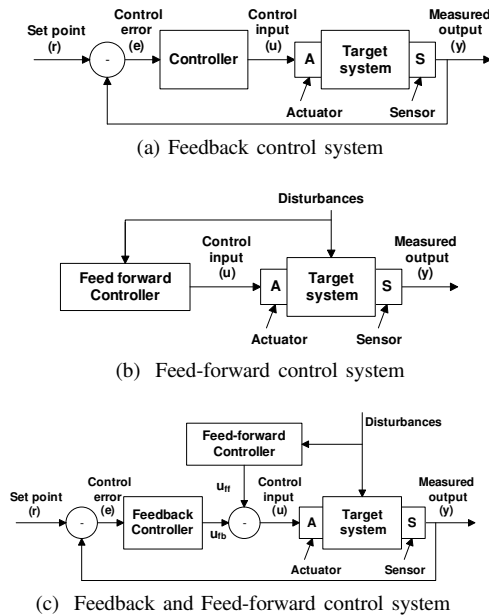 Set point
(r)
Control
error
(e)
-
Controller
Control
input
(u)
A
Target
system
S
Measured
output
(y)
Actuator
Sensor
(a) Feedback control system
Disturbances
Feed forward
Controller
Control
input
(u)
A
Target
system
S
Measured
output
(y)
Actuator
Sensor
(b) Feed-forward control system
Disturbances
Feed-forward
Controller
Set point
(r)
-
Control
error
(e)
Feedback
Controller
uff
ufb
-
Control
input
(u)
A
Target
system
S
Measured
output
(y)
Actuator
Sensor
(c) Feedback and Feed-forward control system